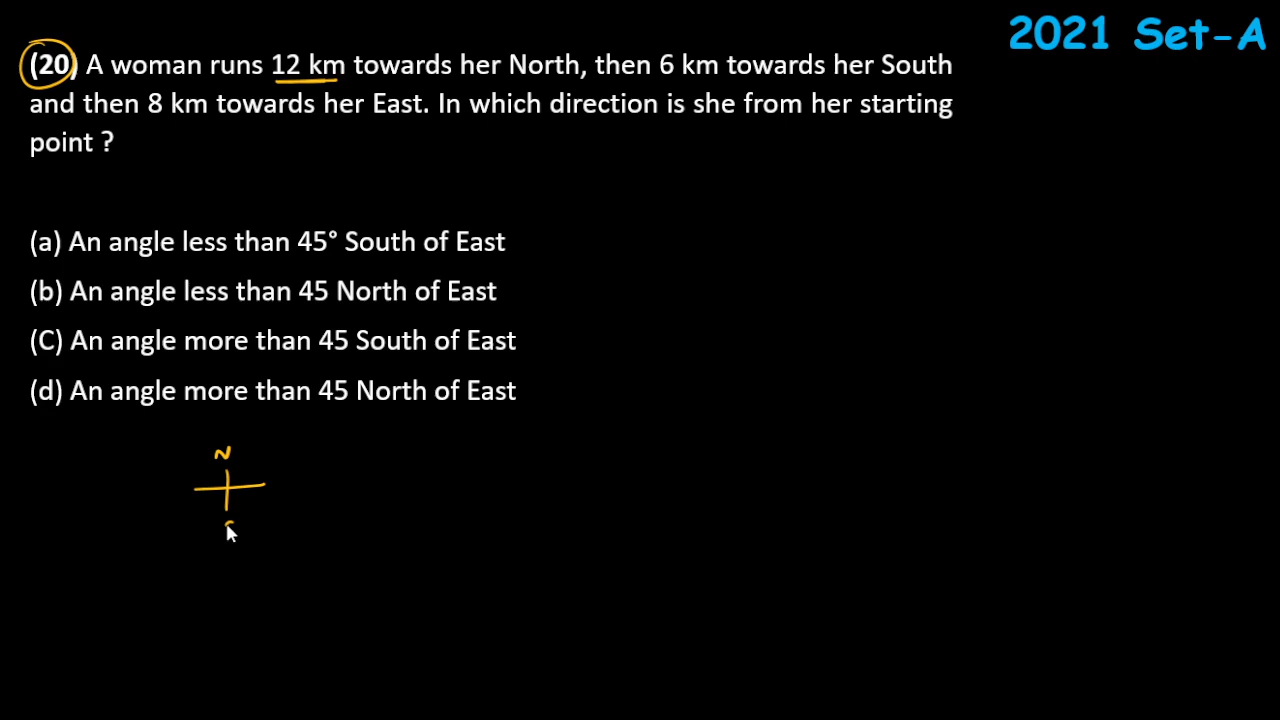 2021 Set-A
(20) A woman runs 12 km towards her North, then 6 km towards her South
and then 8 km towards her East. In which direction is she from her starting
point ?
(a) An angle less than 45° South of East
(b) An angle less than 45 North of East
(C) An angle more than 45 South of East
(d) An angle more than 45 North of East
N